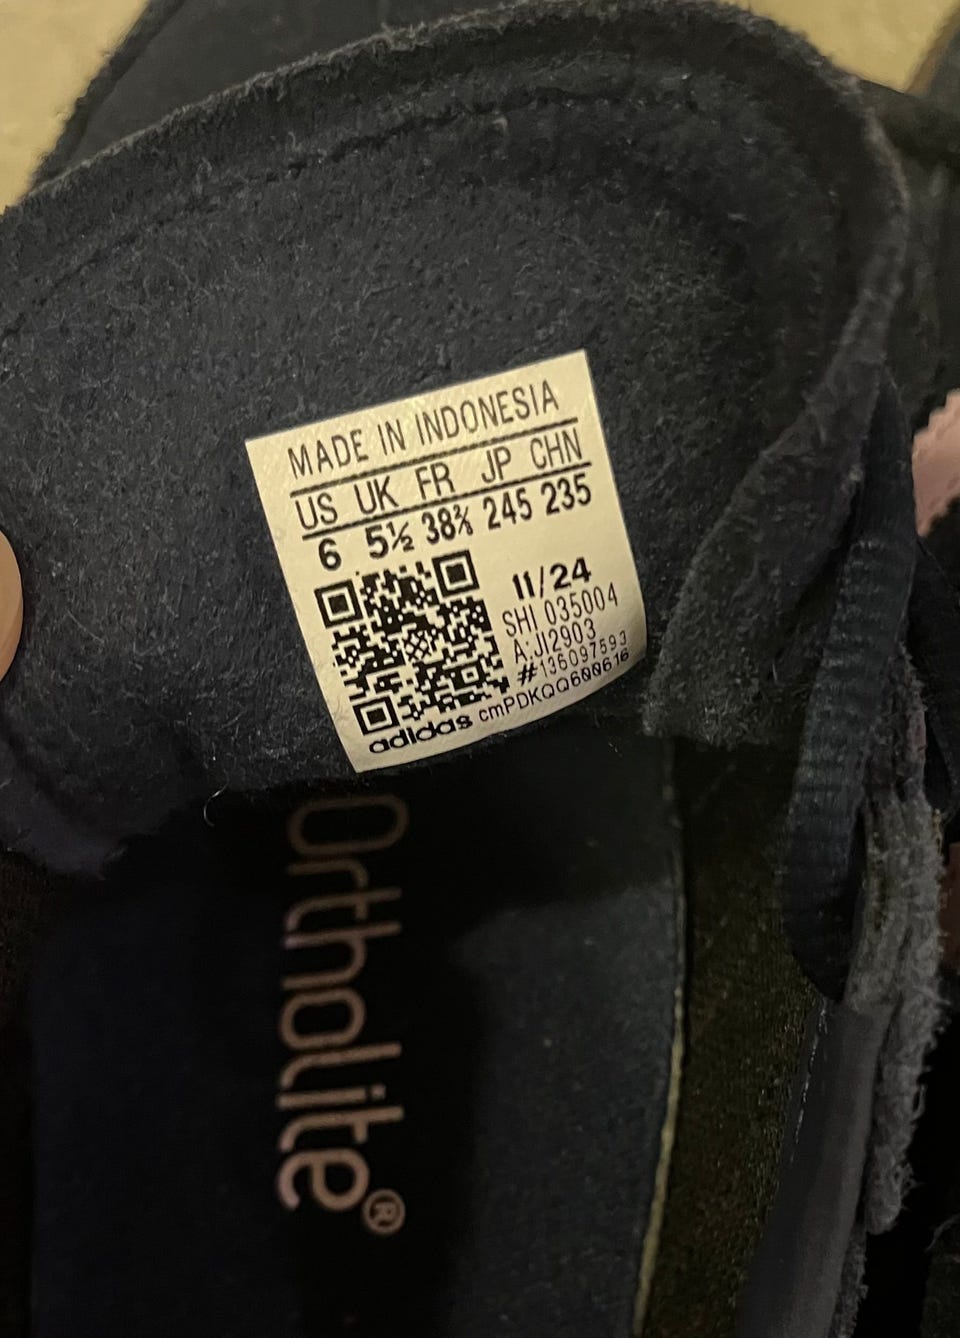 MADE IN INDONESIA
US UK FR JP CHN
6 5½ 38⅔ 245 235
11/24
SHI 035004
A:JI2903
#136097593
adidas cmPDKQQ600616
Ortholite®